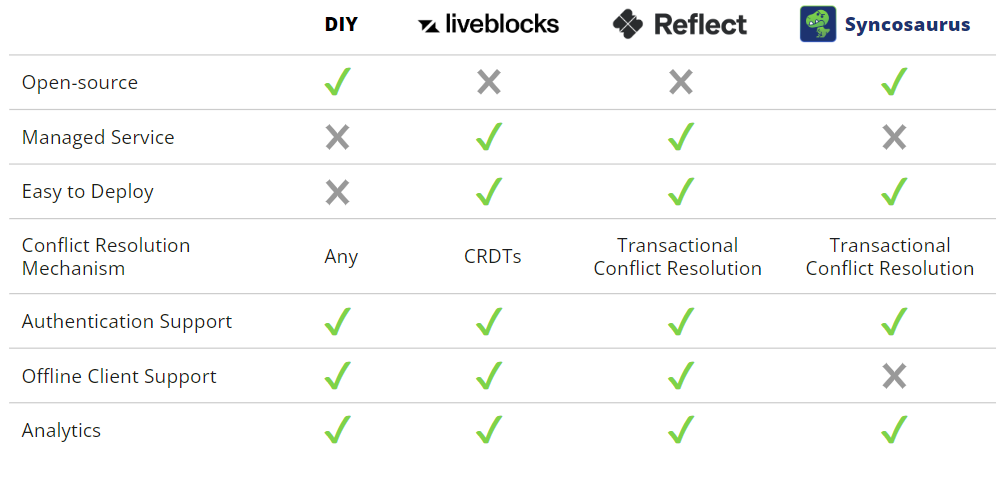 DIY liveblocks Reflect Syncosaurus
Open-source
Managed Service
Easy to Deploy
Conflict Resolution
Mechanism
Any
CRDTs
Transactional
Conflict Resolution
Transactional
Conflict Resolution
Authentication Support
Offline Client Support
Analytics